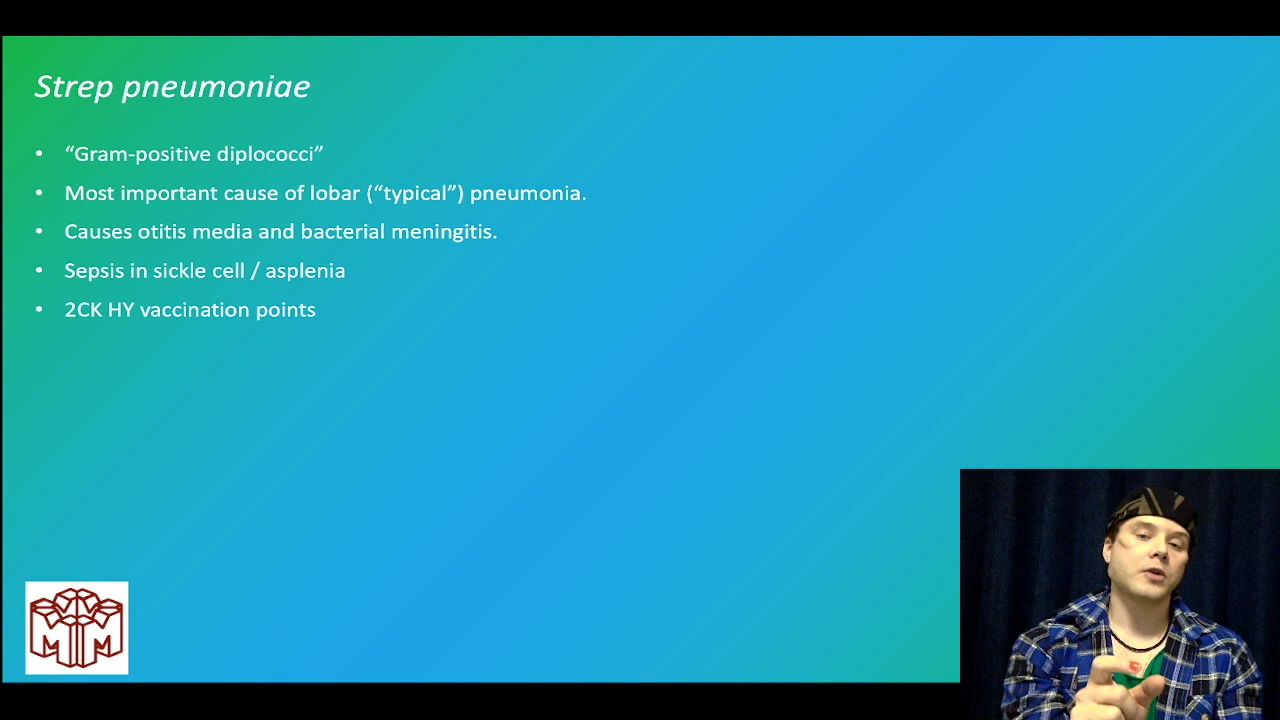 Strep pneumoniae
• “Gram-positive diplococci”
• Most important cause of lobar (“typical”) pneumonia.
• Causes otitis media and bacterial meningitis.
• Sepsis in sickle cell / asplenia
• 2CK HY vaccination points
M M